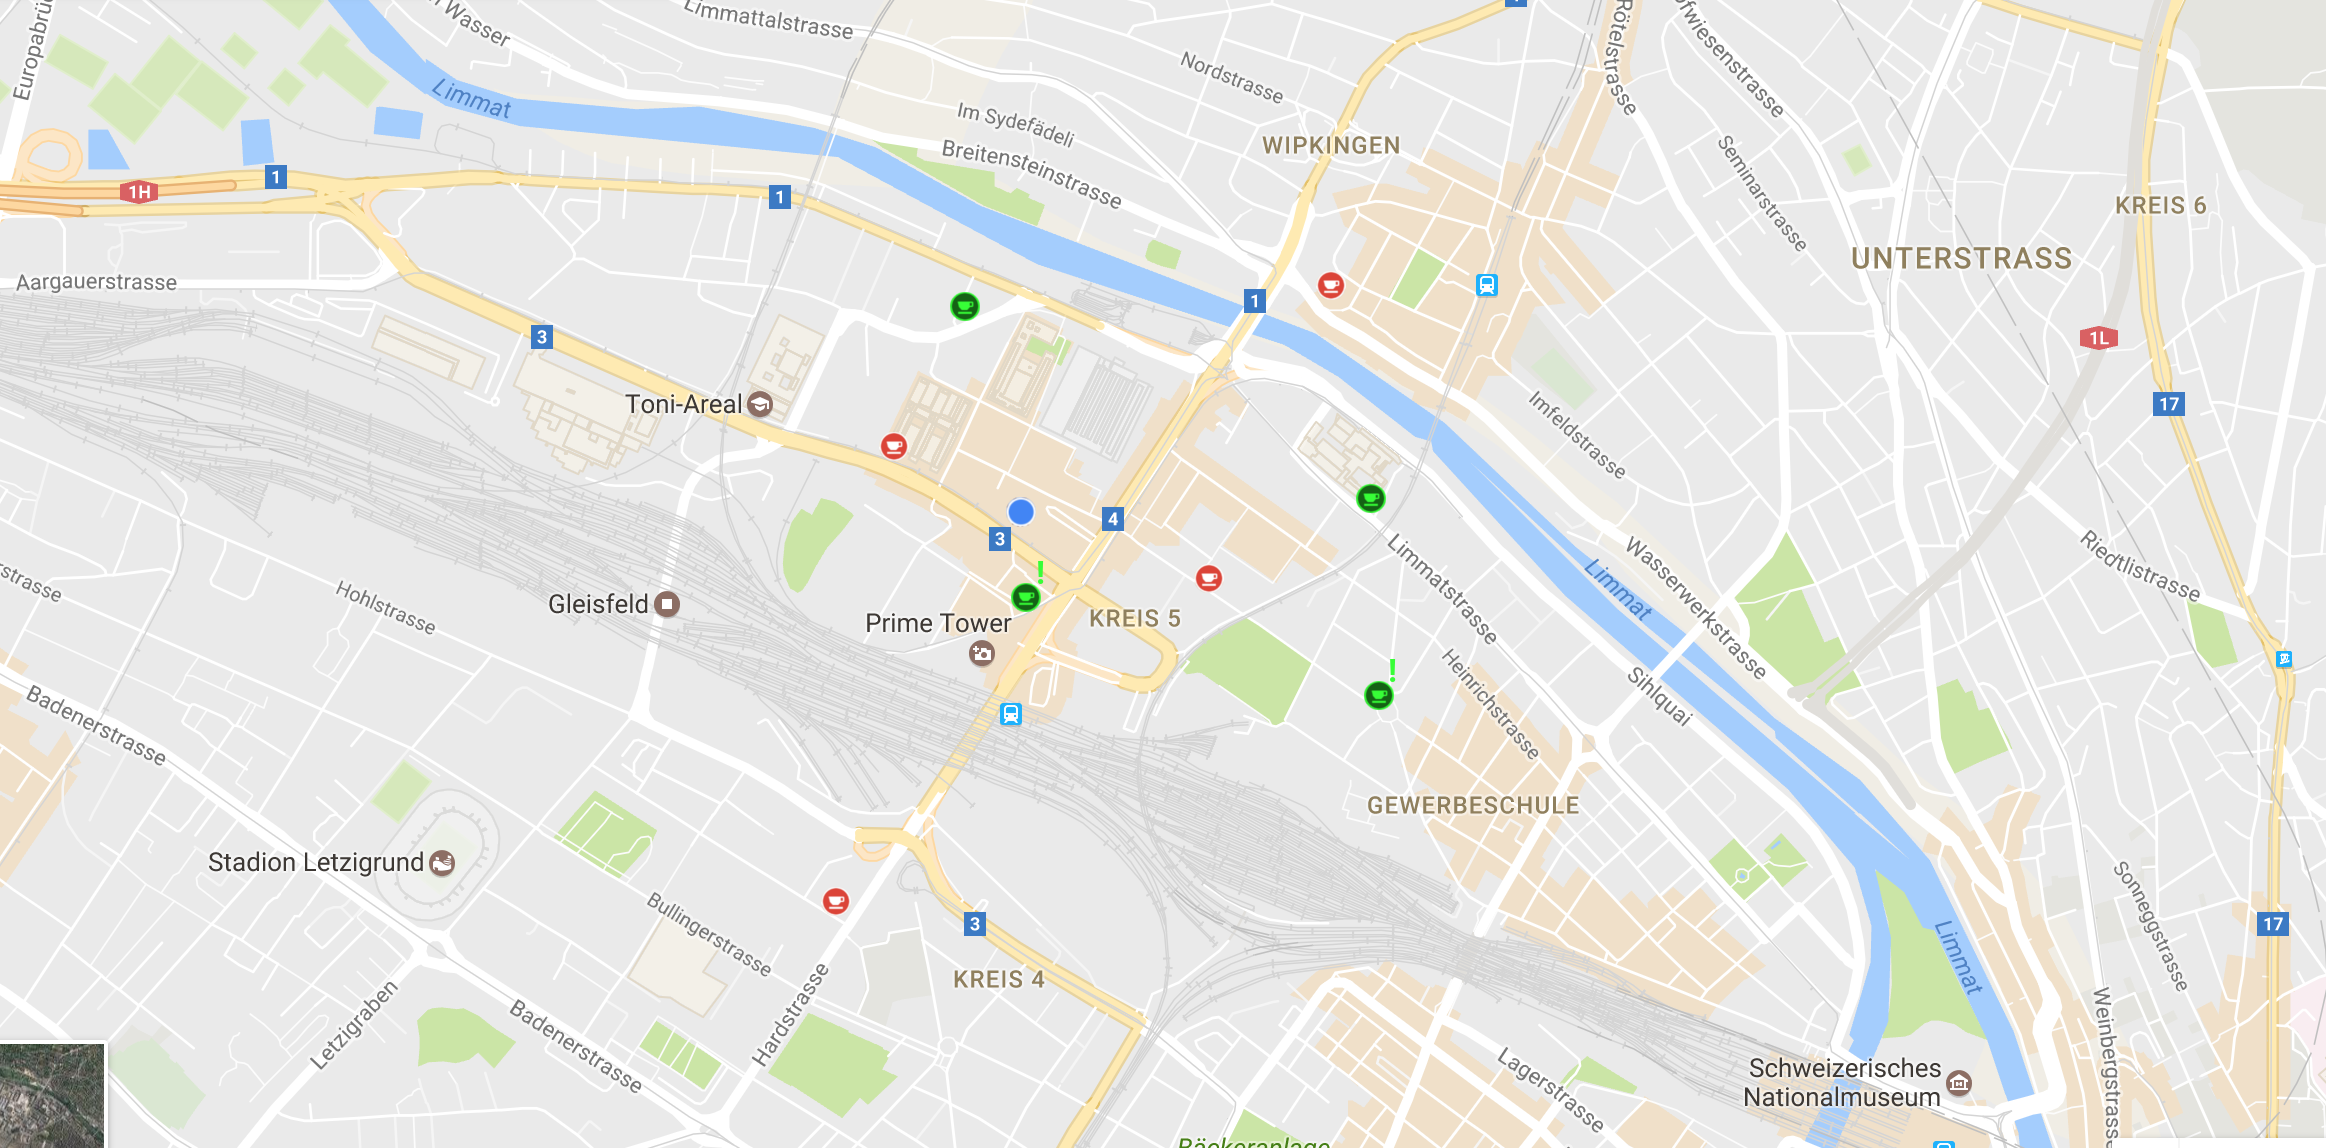 Limmattalstrasse
Rötelstrasse
Europabrü
n Wasser
ofwiesenstrasse
Limmat
Nordstrasse
Im Sydefädeli
WIPKINGEN
Breitensteinstrasse
Seminarstrasse
1
1H
1
KREIS 6
UNTERSTRASS
Aargauerstrasse
1
3
1L
Toni-Areal
17
Imfeldstrasse
4
3
Limmatstrasse
Wasserwerkstrasse
Limmat
Riedtlistrasse
rstrasse
Hohlstrasse
Gleisfeld
!
Prime Tower
KREIS 5
!
Heinrichstrasse
Sihlquai
Badenerstrasse
GEWERBESCHULE
Stadion Letzigrund
Bullingerstrasse
3
17
Sonneggstrasse
Limmat
KREIS 4
Hardstrasse
Letzigraben
Badenerstrasse
Weinbergstrasse
Lagerstrasse
Schweizerisches
Nationalmuseum
Bäckeranlage